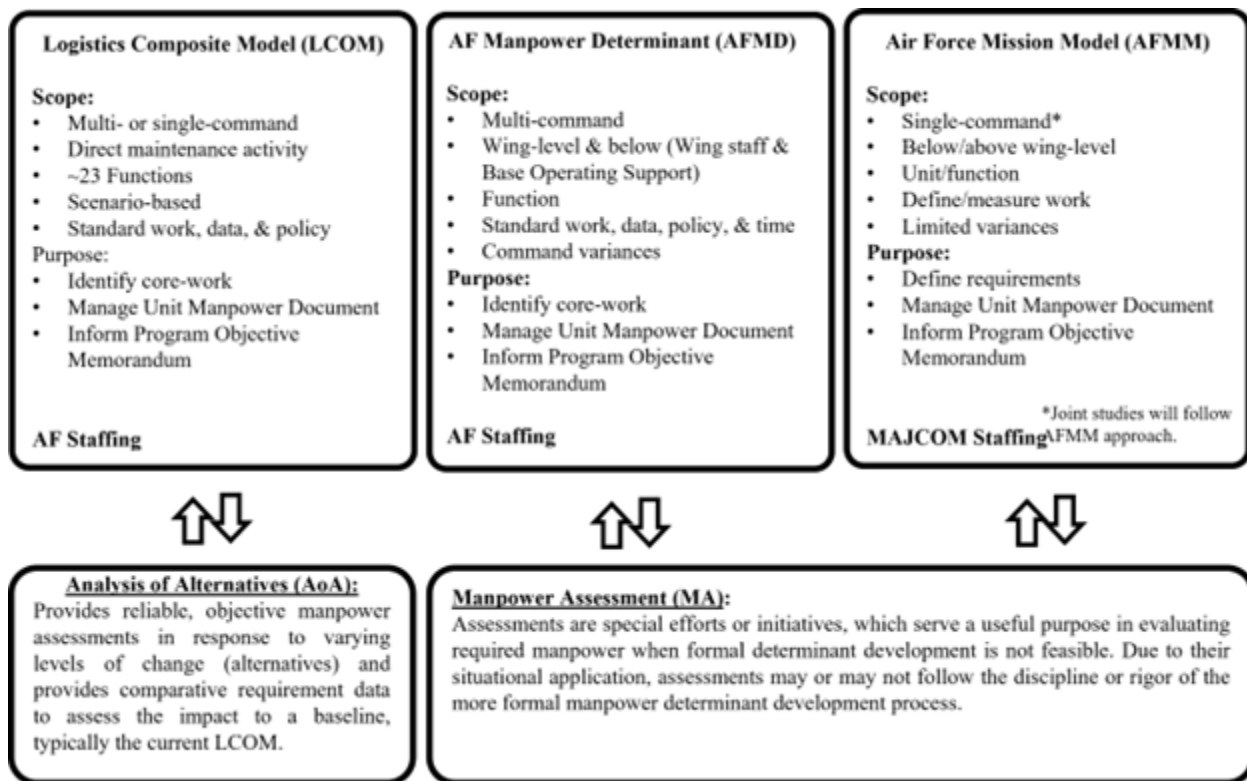 Logistics Composite Model (LCOM)
Scope:
• Multi- or single-command
• Direct maintenance activity
• ~23 Functions
• Scenario-based
• Standard work, data, & policy
Purpose:
• Identify core-work
• Manage Unit Manpower Document
• Inform Program Objective
Memorandum
AF Staffing
AF Manpower Determinant (AFMD)
Scope:
• Multi-command
• Wing-level & below (Wing staff &
Base Operating Support)
• Function
• Standard work, data, policy, & time
• Command variances
Purpose:
• Identify core-work
• Manage Unit Manpower Document
• Inform Program Objective
Memorandum
AF Staffing
Air Force Mission Model (AFMM)
Scope:
• Single-command*
• Below/above wing-level
• Unit/function
• Define/measure work
• Limited variances
Purpose:
• Define requirements
• Manage Unit Manpower Document
• Inform Program Objective
Memorandum
*Joint studies will follow
AFMM approach.
MAJCOM Staffing
Analysis of Alternatives (AoA):
Provides reliable, objective manpower
assessments in response to varying
levels of change (alternatives) and
provides comparative requirement data
to assess the impact to a baseline,
typically the current LCOM.
Manpower Assessment (MA):
Assessments are special efforts or initiatives, which serve a useful purpose in evaluating
required manpower when formal determinant development is not feasible. Due to their
situational application, assessments may or may not follow the discipline or rigor of the
more formal manpower determinant development process.